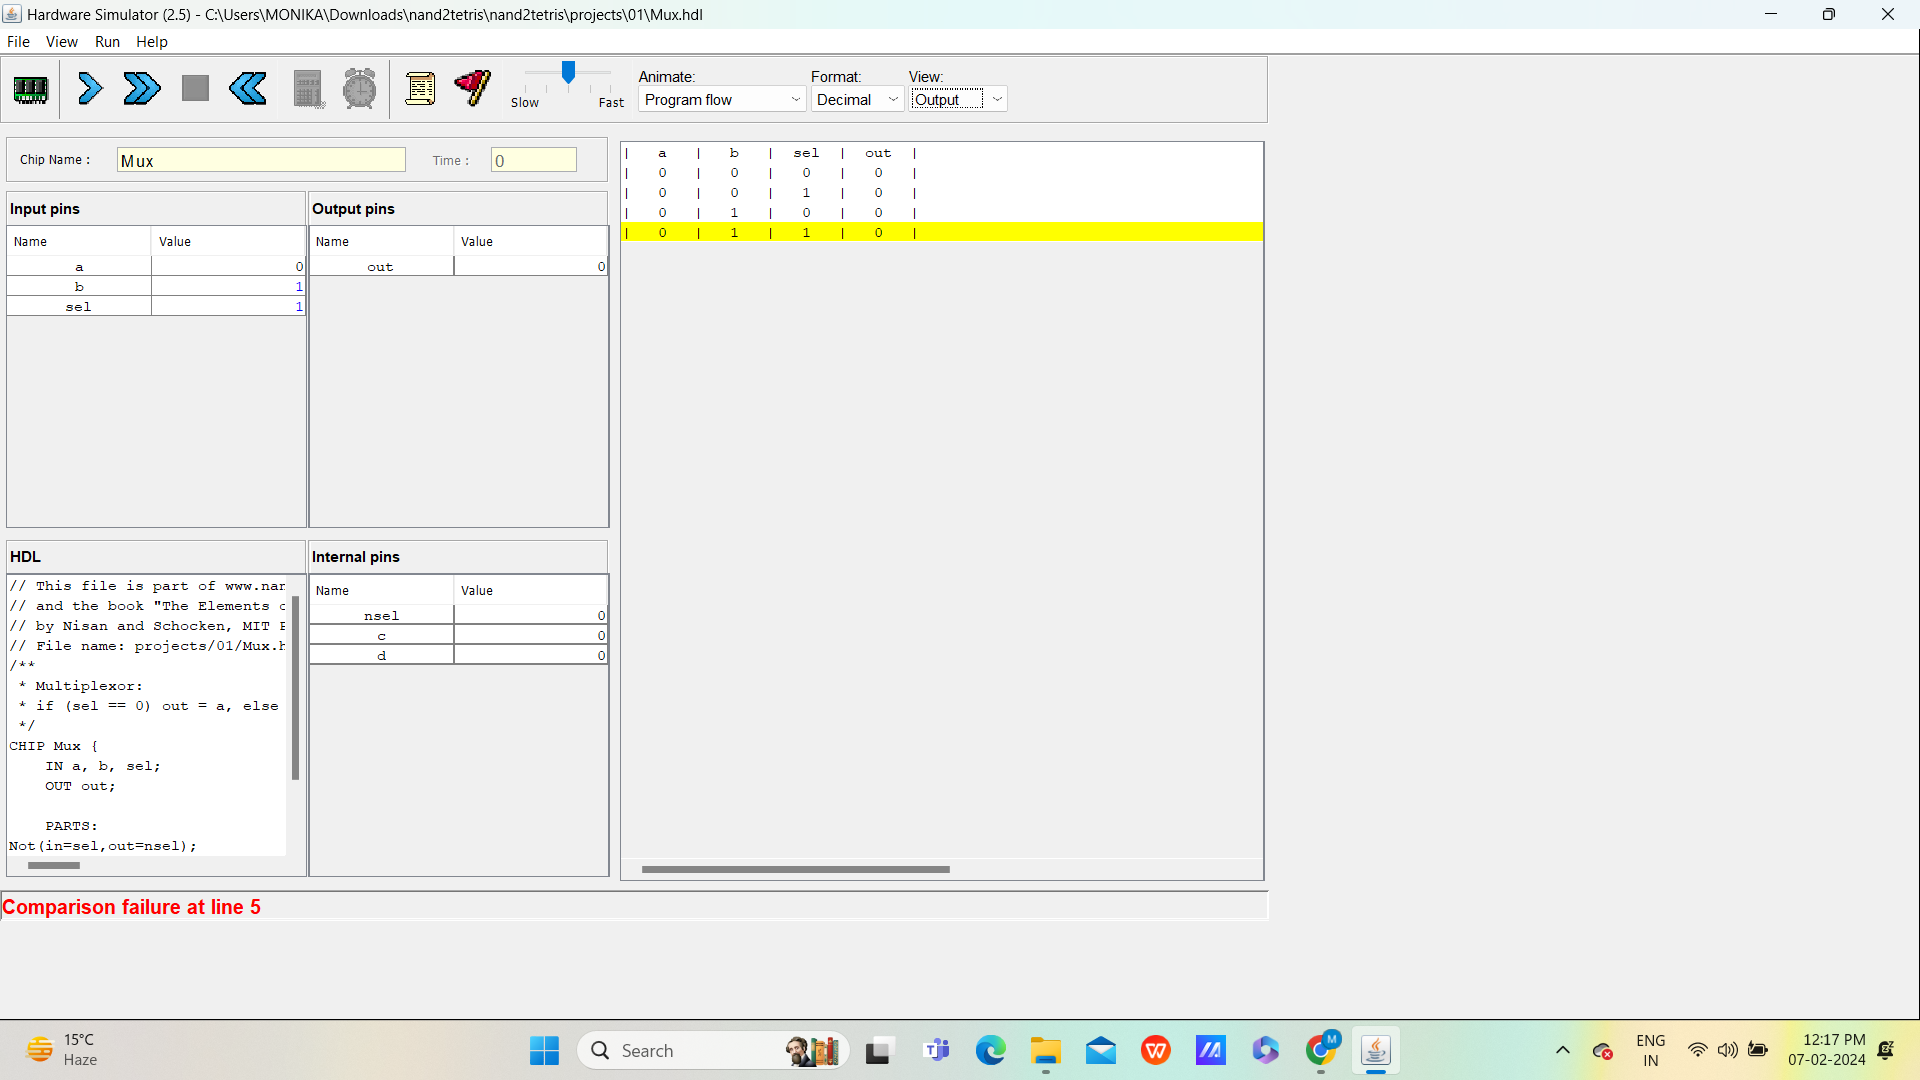 Hardware Simulator (2.5) - C:\Users\MONIKA\Downloads\nand2tetris\nand2tetris\projects\01\Mux.hdl
File View Run Help
Slow Fast
Animate: Format: View:
Program flow Decimal Output
Chip Name : Mux Time : 0
Input pins
Name Value
a 0
b 1
sel 1
Output pins
Name Value
out 0
| a | b | sel | out |
| 0 | 0 | 0 | 0 |
| 0 | 0 | 1 | 0 |
| 0 | 1 | 0 | 0 |
| 0 | 1 | 1 | 0 |
HDL
// This file is part of www.nan
// and the book "The Elements
// by Nisan and Schocken, MIT
// File name: projects/01/Mux.h
/**
* Multiplexor:
* if (sel == 0) out = a, else
*/
CHIP Mux {
IN a, b, sel;
OUT out;
PARTS:
Not(in=sel,out=nsel);
Internal pins
Name Value
nsel 0
c 0
d 0
Comparison failure at line 5
15°C
Haze
Search
M
ENG
IN
12:17 PM
07-02-2024